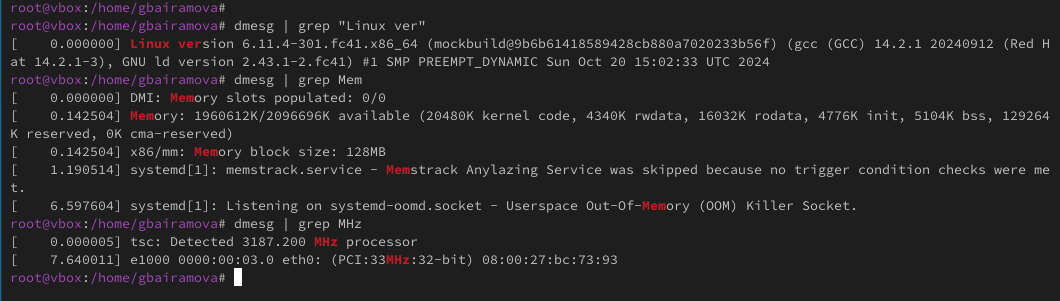 root@vbox:/home/gbairamova#
root@vbox:/home/gbairamova# dmesg | grep "Linux ver"
[    0.000000] Linux version 6.11.4-301.fc41.x86_64 (mockbuild@9b6b61418589428cb880a7020233b56f) (gcc (GCC) 14.2.1 20240912 (Red H
at 14.2.1-3), GNU ld version 2.43.1-2.fc41) #1 SMP PREEMPT_DYNAMIC Sun Oct 20 15:02:33 UTC 2024
root@vbox:/home/gbairamova# dmesg | grep Mem
[    0.000000] DMI: Memory slots populated: 0/0
[    0.142504] Memory: 1960612K/2096696K available (20480K kernel code, 4340K rwdata, 16032K rodata, 4776K init, 5104K bss, 129264
K reserved, 0K cma-reserved)
[    0.142504] x86/mm: Memory block size: 128MB
[    1.190514] systemd[1]: memstrack.service - Memstrack Anylazing Service was skipped because no trigger condition checks were me
t.
[    6.597604] systemd[1]: Listening on systemd-oomd.socket - Userspace Out-Of-Memory (OOM) Killer Socket.
root@vbox:/home/gbairamova# dmesg | grep MHz
[    0.000005] tsc: Detected 3187.200 MHz processor
[    7.640011] e1000 0000:00:03.0 eth0: (PCI:33MHz:32-bit) 08:00:27:bc:73:93
root@vbox:/home/gbairamova#